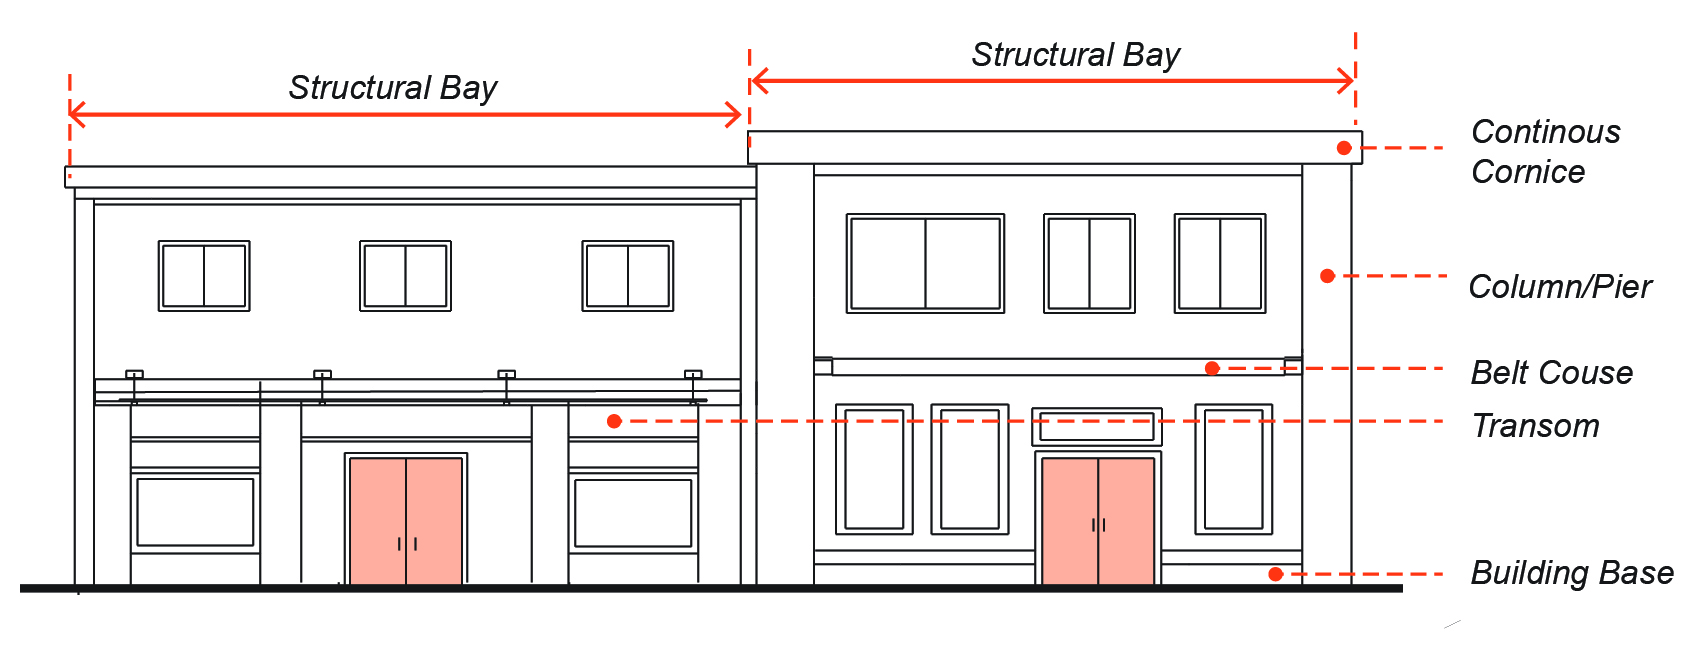 Structural Bay
Structural Bay
Continous
Cornice
Column/Pier
Belt Couse
Transom
Building Base